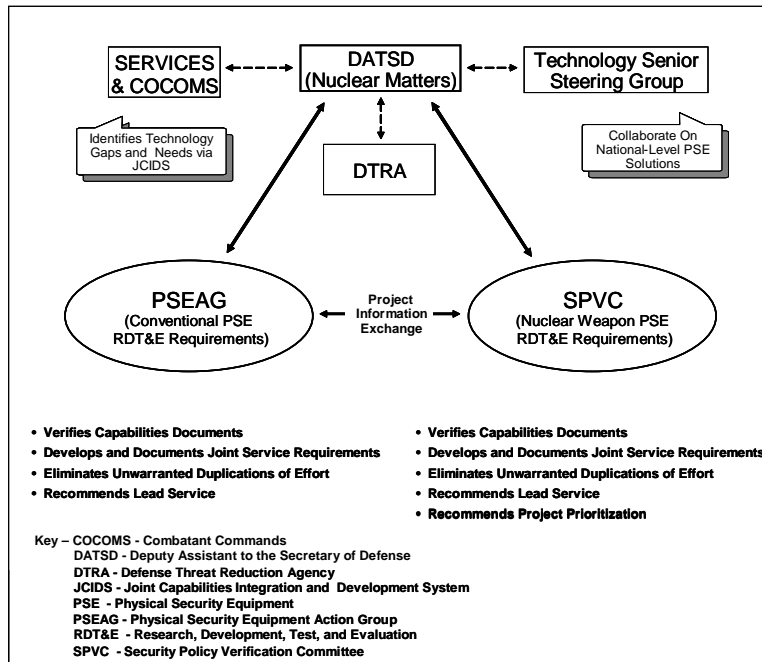 SERVICES
& COCOMS
DATSD
(Nuclear Matters)
Technology Senior
Steering Group
Identifies Technology
Gaps and Needs via
JCIDS
DTRA
Collaborate On
National-Level PSE
Solutions
PSEAG
(Conventional PSE
RDT&E Requirements)
Project
Information
Exchange
SPVC
(Nuclear Weapon PSE
RDT&E Requirements)
• Verifies Capabilities Documents
• Develops and Documents Joint Service Requirements
• Eliminates Unwarranted Duplications of Effort
• Recommends Lead Service
• Verifies Capabilities Documents
• Develops and Documents Joint Service Requirements
• Eliminates Unwarranted Duplications of Effort
• Recommends Lead Service
• Recommends Project Prioritization
Key – COCOMS - Combatant Commands
DATSD - Deputy Assistant to the Secretary of Defense
DTRA - Defense Threat Reduction Agency
JCIDS - Joint Capabilities Integration and Development System
PSE - Physical Security Equipment
PSEAG - Physical Security Equipment Action Group
RDT&E - Research, Development, Test, and Evaluation
SPVC - Security Policy Verification Committee